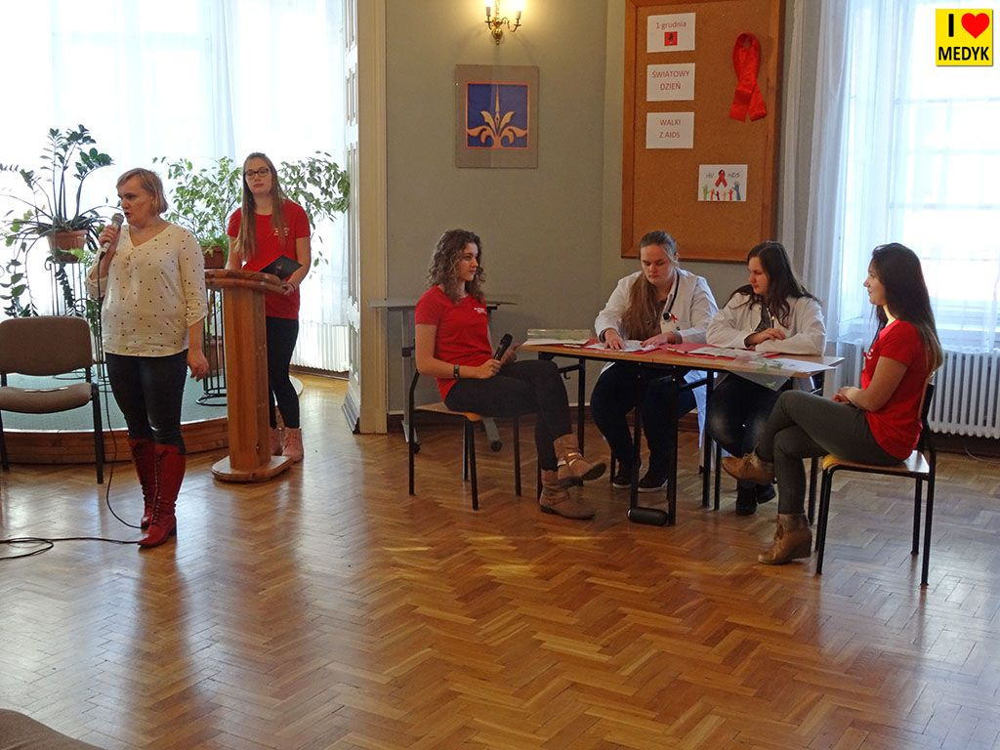 I ❤
MEDYK
1 grudnia
ŚWIATOWY
DZIEŃ
WALKI
Z AIDS
HIV AIDS